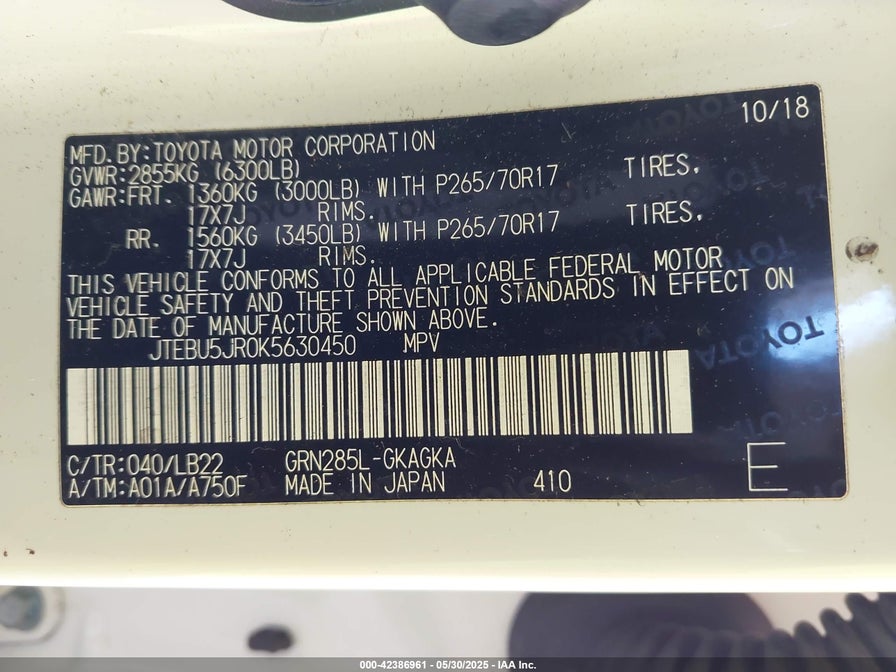 10/18
MFD.BY:TOYOTA MOTOR CORPORATION
GVWR:2855KG (6300LB)
GAWR:FRT. 1360KG (3000LB) WITH P265/70R17 TIRES,
17X7J RIMS.
RR. 1560KG (3450LB) WITH P265/70R17 TIRES,
17X7J RIMS.
THIS VEHICLE CONFORMS TO ALL APPLICABLE FEDERAL MOTOR
VEHICLE SAFETY AND THEFT PREVENTION STANDARDS IN EFFECT ON
THE DATE OF MANUFACTURE SHOWN ABOVE.
JTEBU5JR0K5630450 MPV
TOYOTA
C/TR:040/LB22 GRN285L-GKAGKA
A/TM:A01A/A750F MADE IN JAPAN 410 E
000-42386961 - 05/30/2025 - IAA Inc.